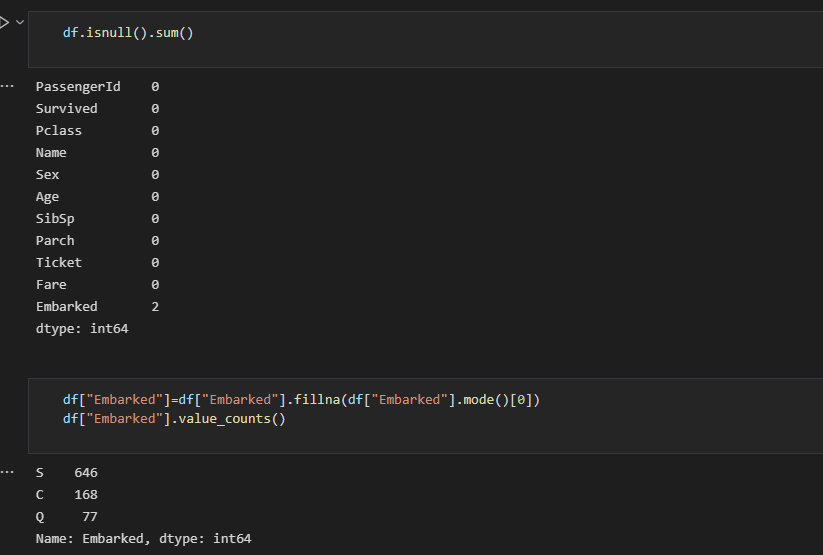 df.isnull().sum()
PassengerId    0
Survived       0
Pclass         0
Name           0
Sex            0
Age            0
SibSp          0
Parch          0
Ticket         0
Fare           0
Embarked       2
dtype: int64
df["Embarked"]=df["Embarked"].fillna(df["Embarked"].mode()[0])
df["Embarked"].value_counts()
S    646
C    168
Q     77
Name: Embarked, dtype: int64